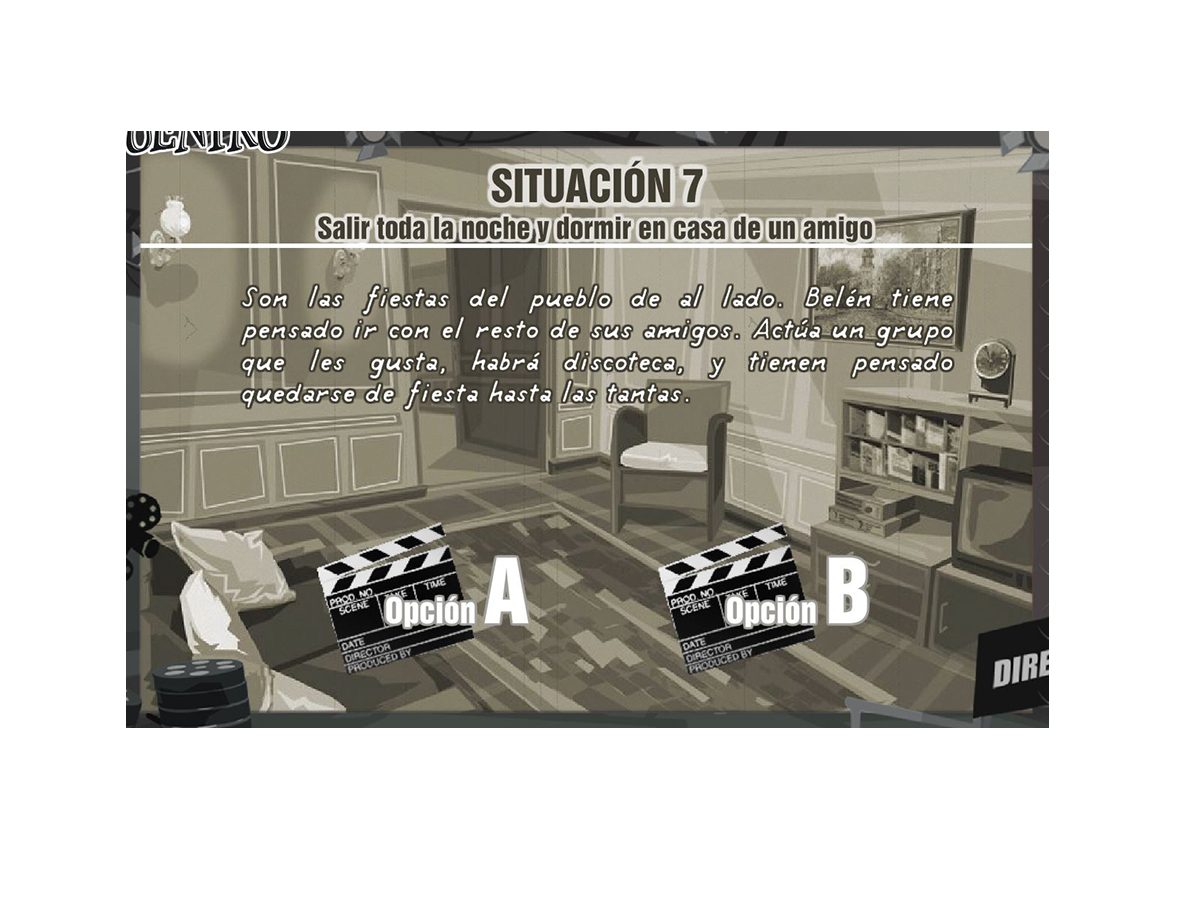 SITUACIÓN 7
Salir toda la noche y dormir en casa de un amigo
Son las fiestas del pueblo de al lado. Belén tiene
pensado ir con el resto de sus amigos. Actúa un grupo
que les gusta, habrá discoteca, y tienen pensado
quedarse de fiesta hasta las tantas.
PROD. NO
SCENE TAKE TIME
Opción A
DATE
DIRECTOR
PRODUCED BY
PROD. NO
SCENE TAKE TIME
Opción B
DATE
DIRECTOR
PRODUCED BY
DIRE